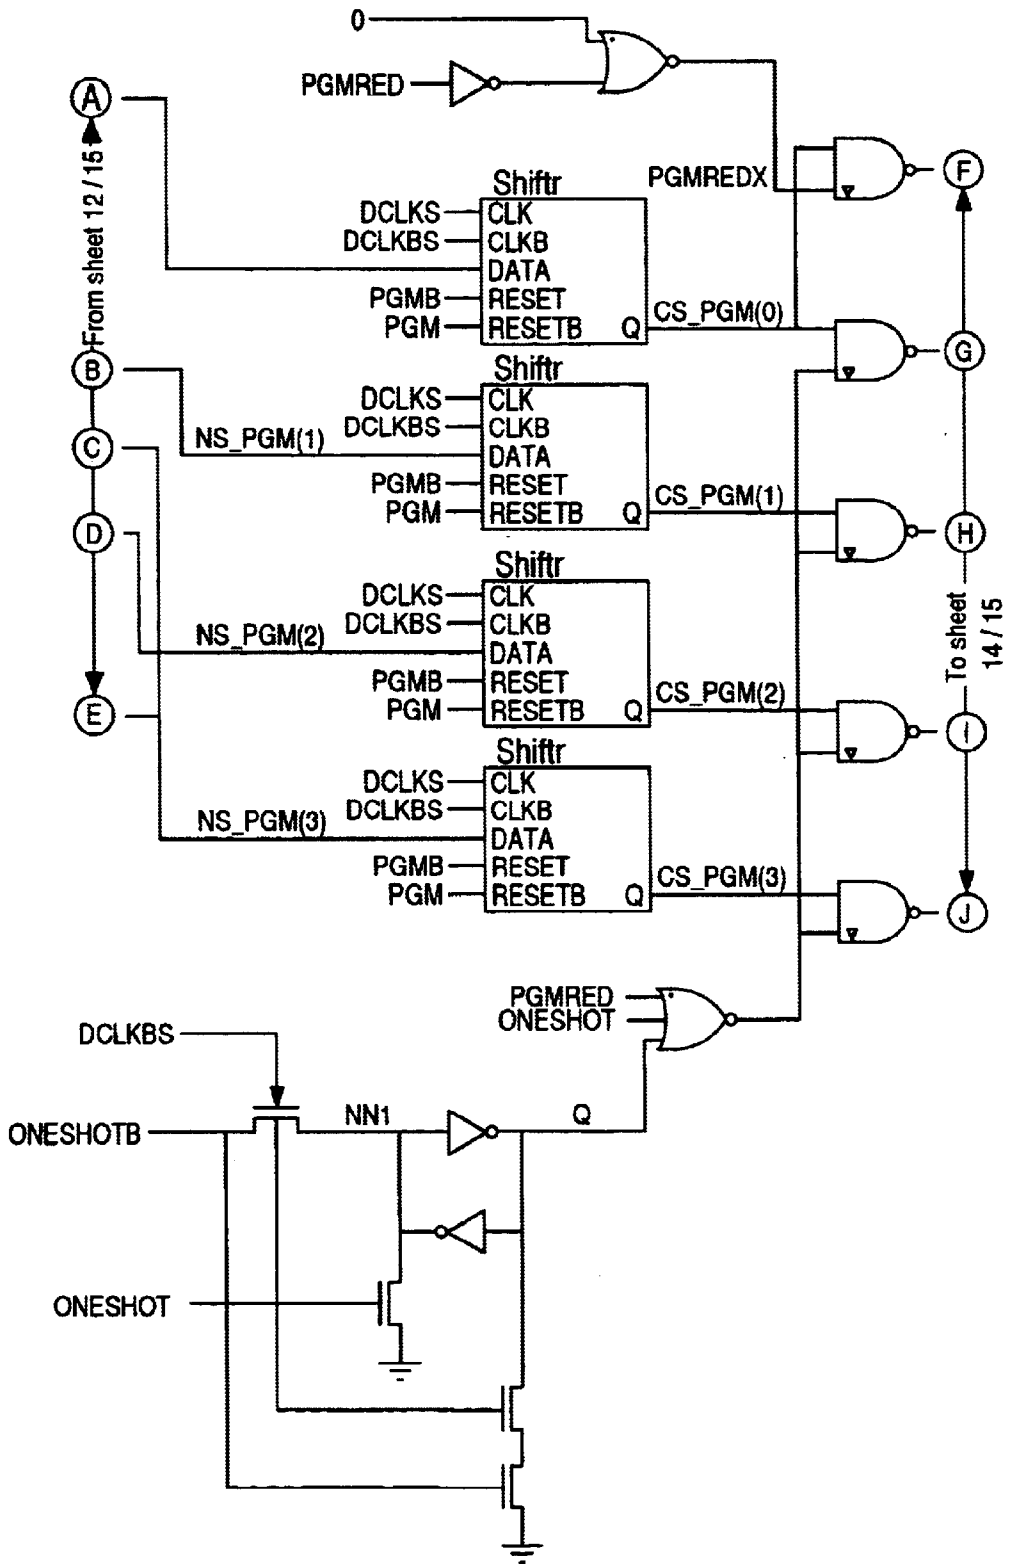 0
PGMRED
A
From sheet 12 / 15
PGMREDX
F
Shiftr
DCLKS CLK
DCLKBS CLKB
DATA
PGMB RESET
PGM RESETB Q
CS_PGM(0)
G
B
Shiftr
DCLKS CLK
DCLKBS CLKB
NS_PGM(1) DATA
PGMB RESET
PGM RESETB Q
CS_PGM(1)
C
D
H
Shiftr
DCLKS CLK
DCLKBS CLKB
NS_PGM(2) DATA
PGMB RESET
PGM RESETB Q
CS_PGM(2)
To sheet
14 / 15
E
I
Shiftr
DCLKS CLK
DCLKBS CLKB
NS_PGM(3) DATA
PGMB RESET
PGM RESETB Q
CS_PGM(3)
J
PGMRED
ONESHOT
DCLKBS
ONESHOTB
NN1
Q
ONESHOT